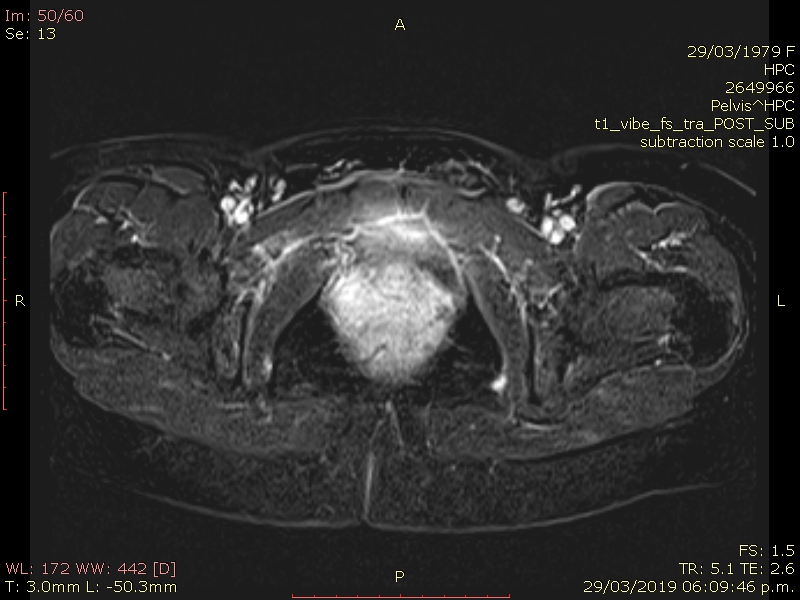 Im: 50/60
Se: 13
A
29/03/1979 F
HPC
2649966
Pelvis^HPC
t1_vibe_fs_tra_POST_SUB
subtraction scale 1.0
R
L
WL: 172 WW: 442 [D]
T: 3.0mm L: -50.3mm
P
FS: 1.5
TR: 5.1 TE: 2.6
29/03/2019 06:09:46 p.m.